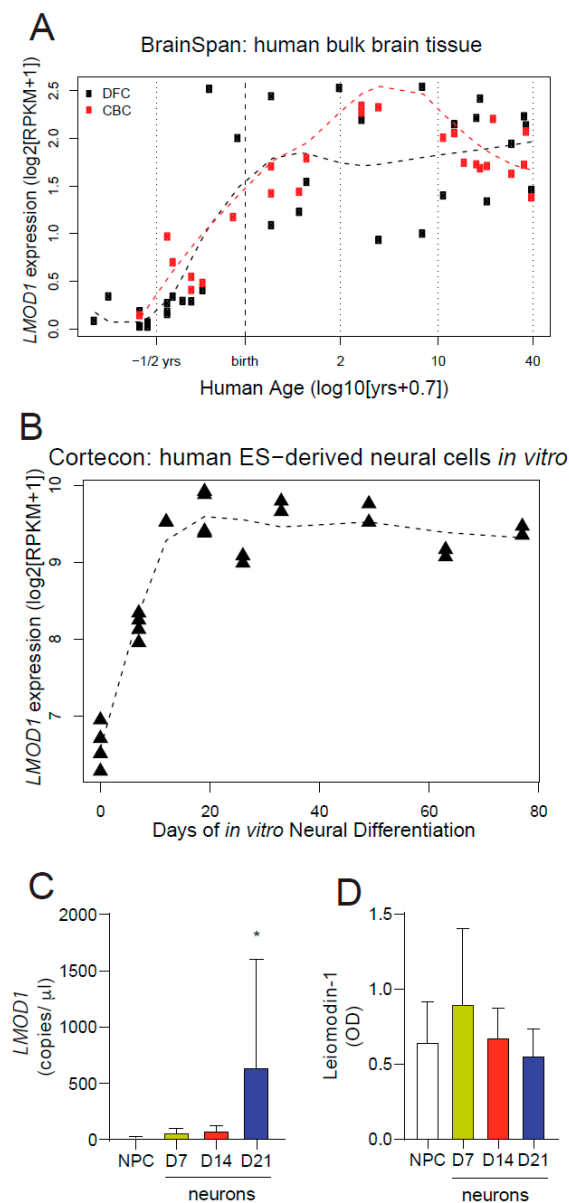 A
BrainSpan: human bulk brain tissue
DFC
CBC
LMOD1 expression (log2[RPKM+1])
2.5
2.0
1.5
1.0
0.5
0.0
−1/2 yrs birth 2 10 40
Human Age (log10[yrs+0.7])
B
Cortecon: human ES−derived neural cells in vitro
LMOD1 expression (log2[RPKM+1])
10
9
8
7
0 20 40 60 80
Days of in vitro Neural Differentiation
C
LMOD1
(copies/ μl)
2000
1500
1000
500
0
*
NPC D7 D14 D21
neurons
D
Leiomodin-1
(OD)
1.5
1.0
0.5
0.0
NPC D7 D14 D21
neurons